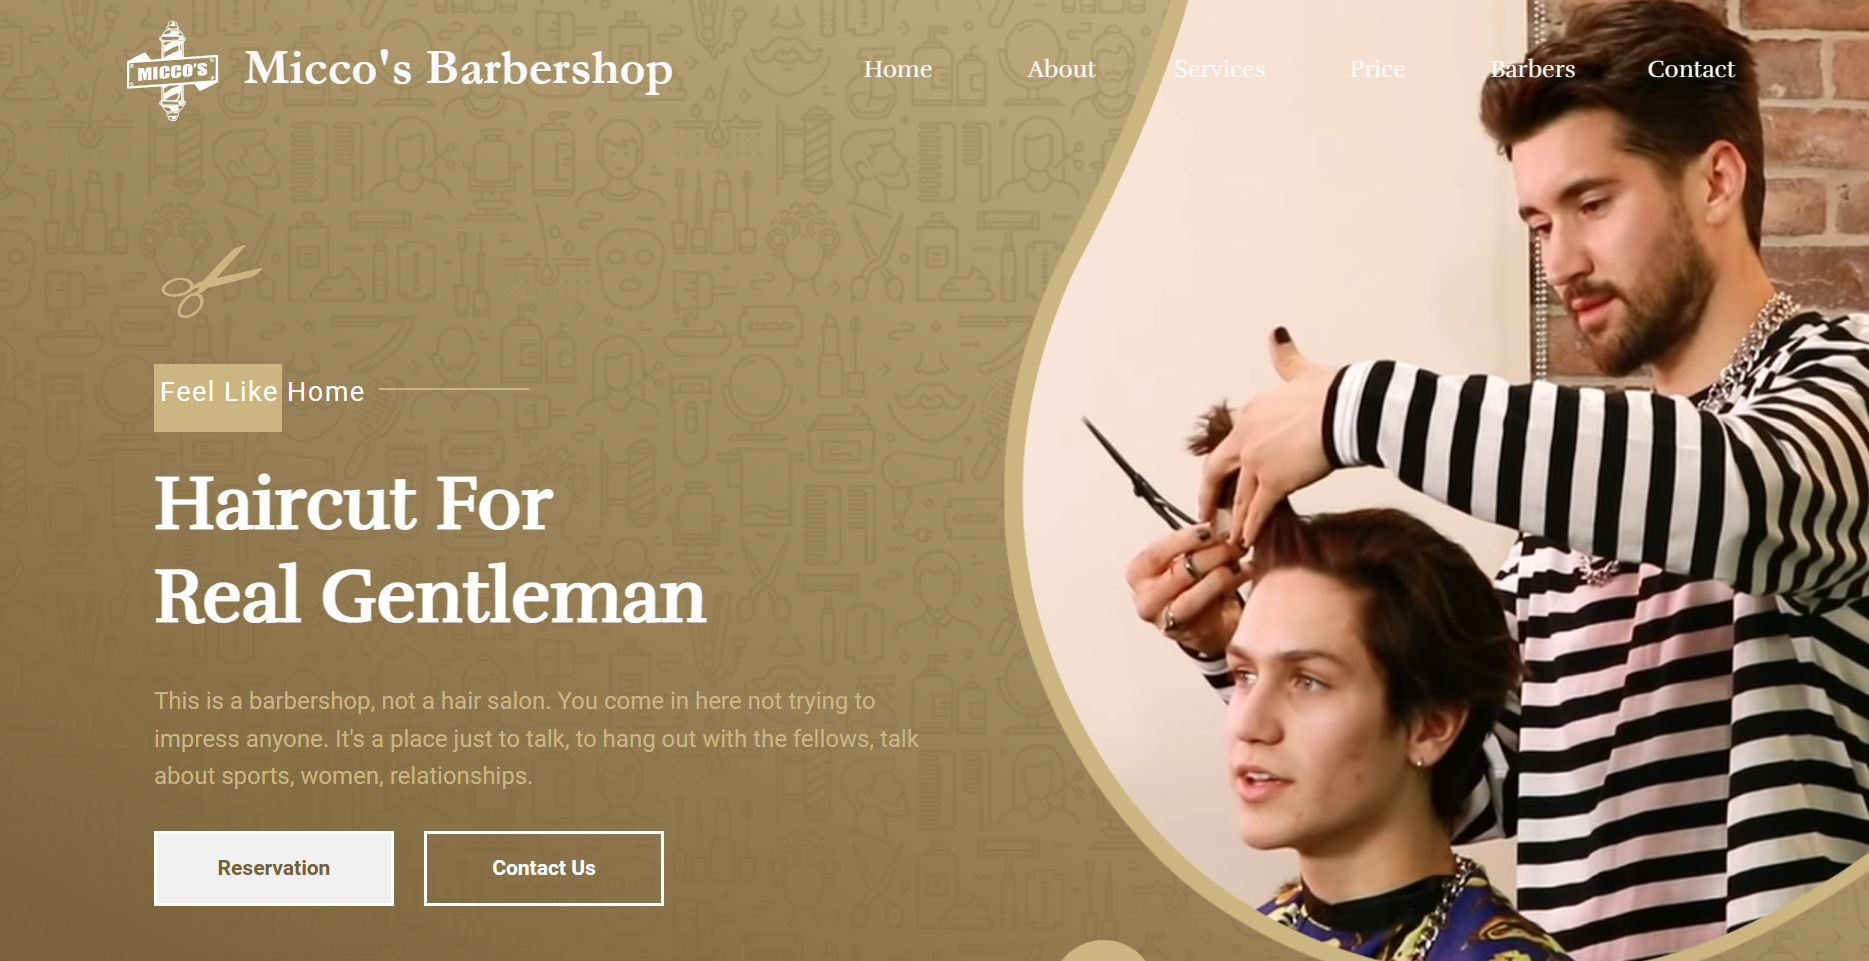 MICCO'S
Micco's Barbershop
Home About Services Price Barbers Contact
Feel Like Home
Haircut For
Real Gentleman
This is a barbershop, not a hair salon. You come in here not trying to
impress anyone. It's a place just to talk, to hang out with the fellows, talk
about sports, women, relationships.
Reservation Contact Us